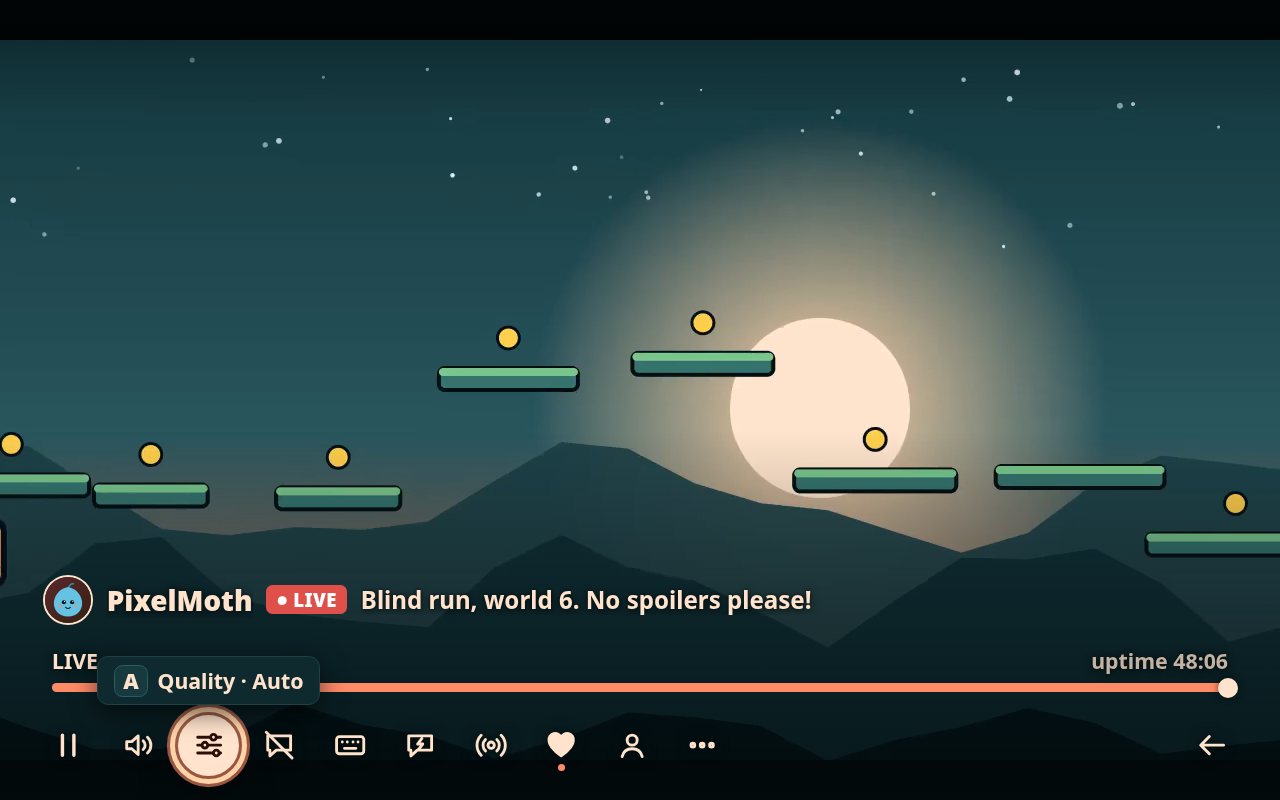 PixelMoth LIVE Blind run, world 6. No spoilers please!
LIVE uptime 48:06
A Quality · Auto